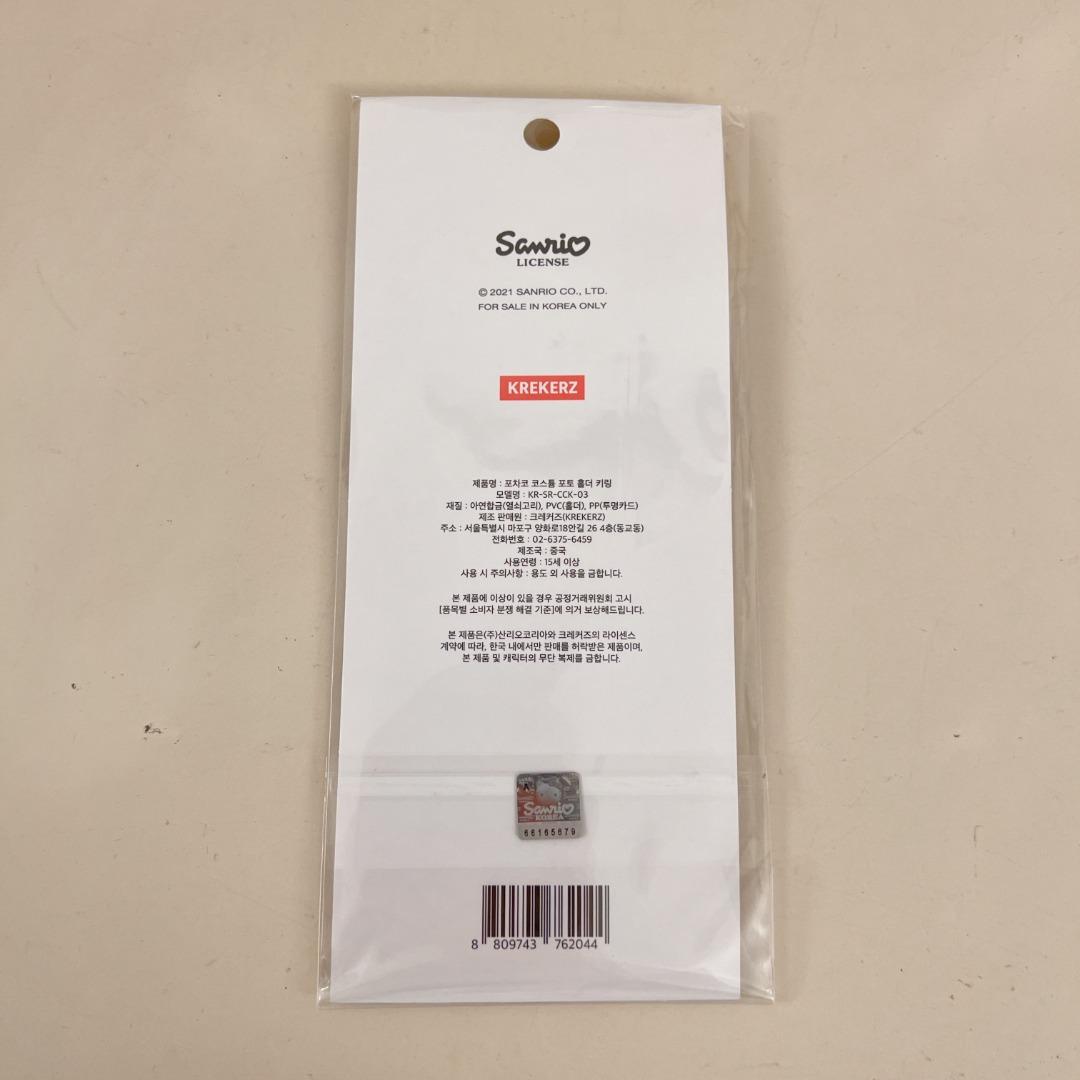 Sanrio
LICENSE
© 2021 SANRIO CO., LTD.
FOR SALE IN KOREA ONLY
KREKERZ
제품명 : 포차코 코스튬 포토 홀더 키링
모델명 : KR-SR-CCK-03
재질 : 아연합금(열쇠고리), PVC(홀더), PP(투명카드)
제조 판매원 : 크레커즈(KREKERZ)
주소 : 서울특별시 마포구 양화로18안길 26 4층(동교동)
전화번호 : 02-6375-6459
제조국 : 중국
사용연령 : 15세 이상
사용 시 주의사항 : 용도 외 사용을 금합니다.
본 제품에 이상이 있을 경우 공정거래위원회 고시
[품목별 소비자 분쟁 해결 기준]에 의거 보상해드립니다.
본 제품은(주)산리오코리아와 크레커즈의 라이센스
계약에 따라, 한국 내에서만 판매를 허락받은 제품이며,
본 제품 및 캐릭터의 무단 복제를 금합니다.
A
Sanrio
KOREA
66165679
8 809743 762044